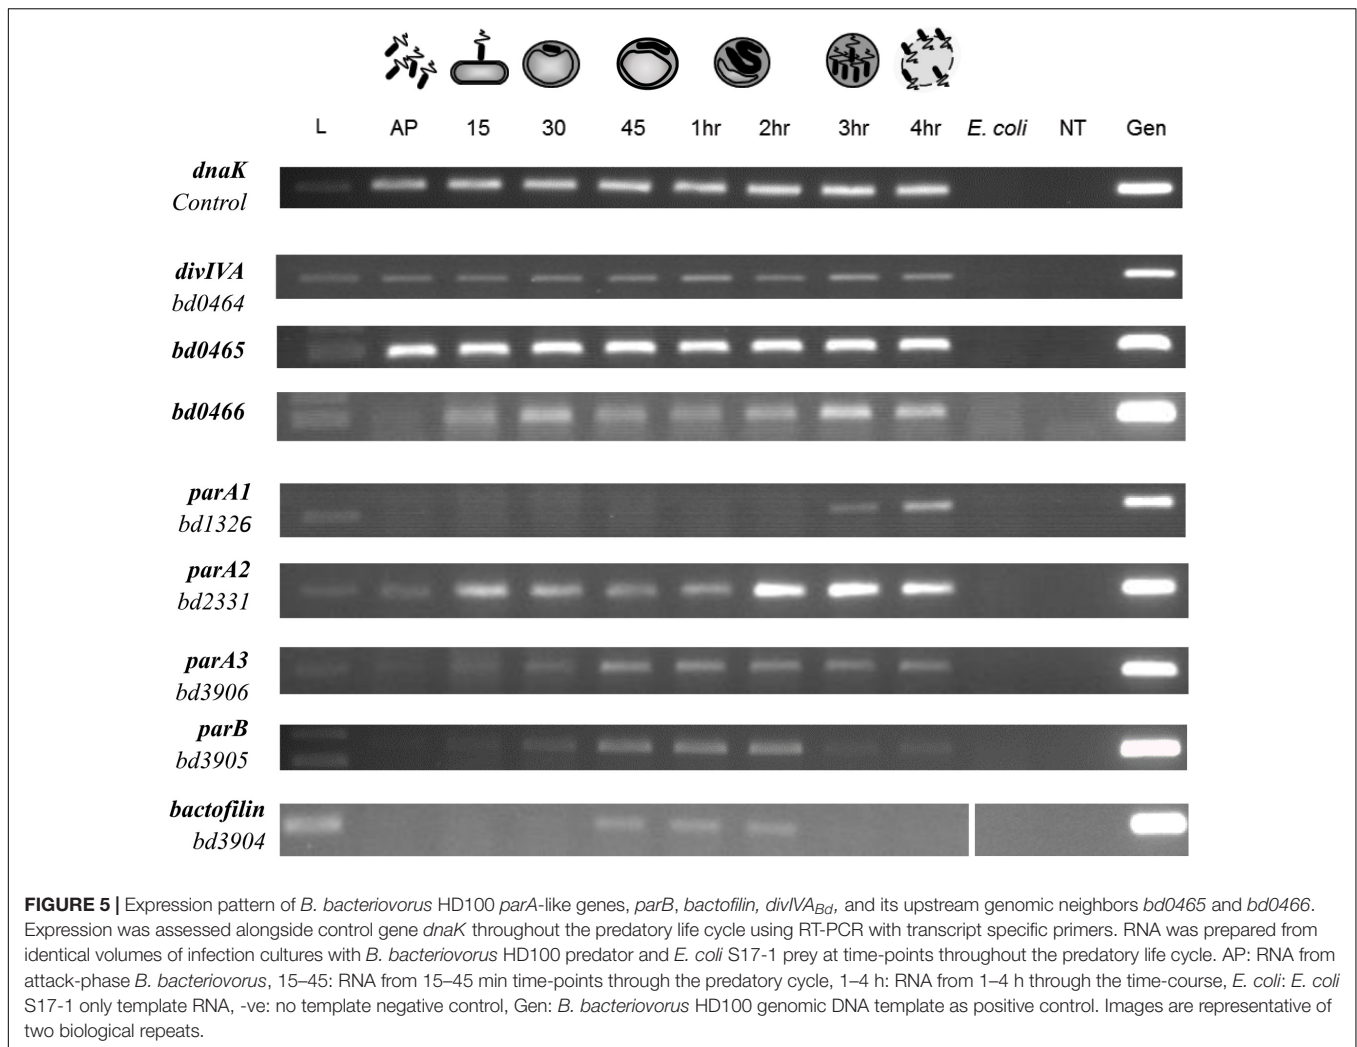 L AP 15 30 45 1hr 2hr 3hr 4hr E. coli NT Gen
dnaK
Control
divIVA
bd0464
bd0465
bd0466
parA1
bd1326
parA2
bd2331
parA3
bd3906
parB
bd3905
bactofilin
bd3904
FIGURE 5 | Expression pattern of B. bacteriovorus HD100 parA-like genes, parB, bactofilin, divIVABd, and its upstream genomic neighbors bd0465 and bd0466.
Expression was assessed alongside control gene dnaK throughout the predatory life cycle using RT-PCR with transcript specific primers. RNA was prepared from
identical volumes of infection cultures with B. bacteriovorus HD100 predator and E. coli S17-1 prey at time-points throughout the predatory life cycle. AP: RNA from
attack-phase B. bacteriovorus, 15–45: RNA from 15–45 min time-points through the predatory cycle, 1–4 h: RNA from 1–4 h through the time-course, E. coli: E. coli
S17-1 only template RNA, -ve: no template negative control, Gen: B. bacteriovorus HD100 genomic DNA template as positive control. Images are representative of
two biological repeats.